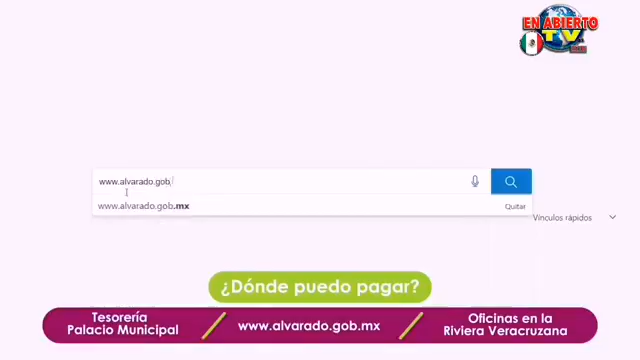 EN ABIERTO
TV
www.alvarado.gob
www.alvarado.gob.mx
Quitar
Vínculos rápidos
¿Dónde puedo pagar?
Tesorería
Palacio Municipal
www.alvarado.gob.mx
Oficinas en la
Riviera Veracruzana